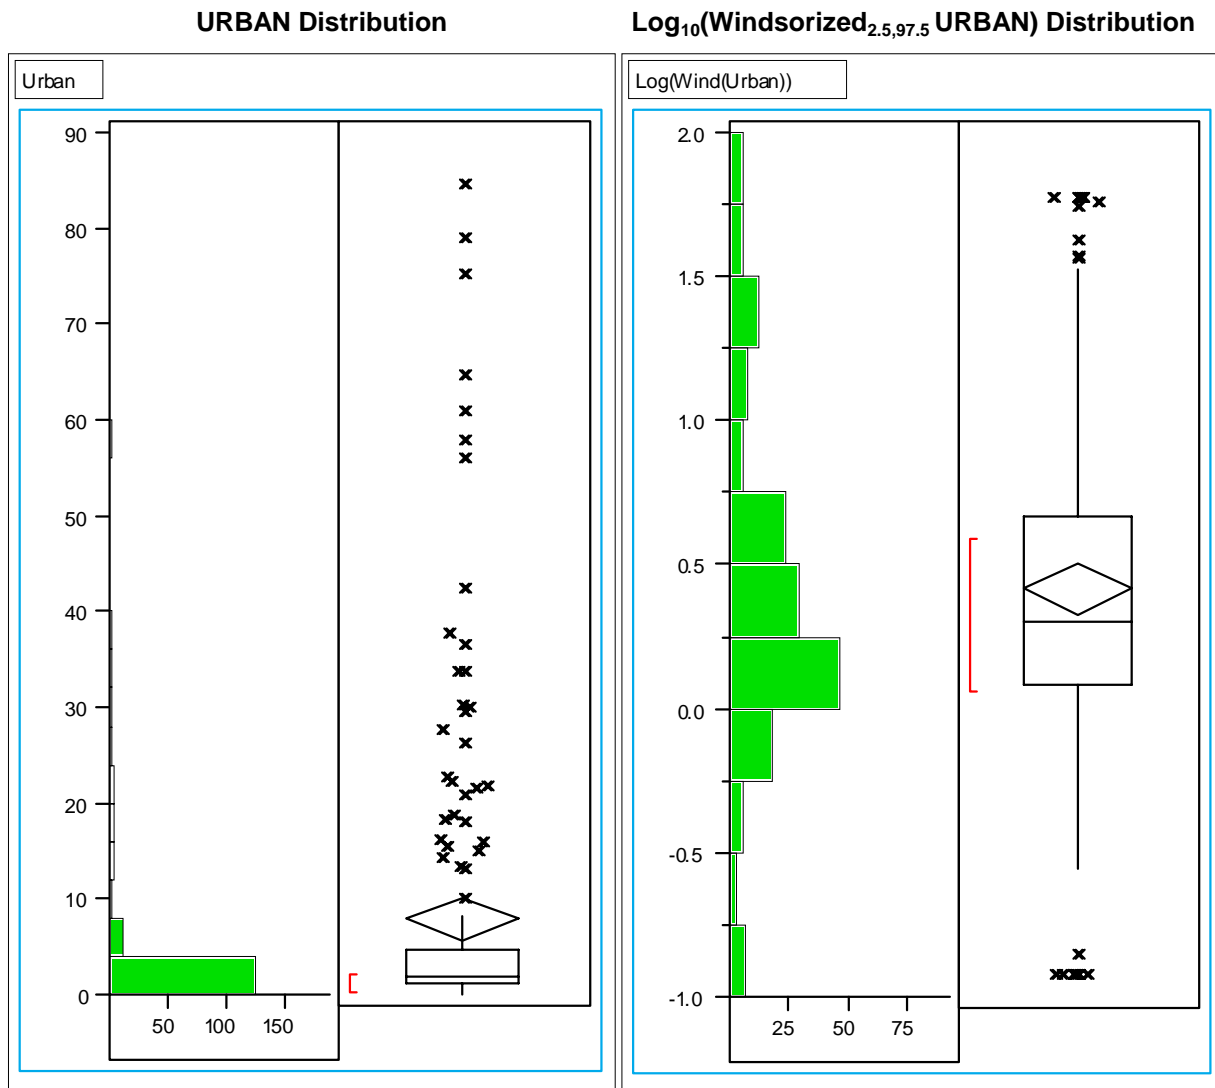 URBAN Distribution
Log₁₀(Windsorized₂.₅,₉₇.₅ URBAN) Distribution
Urban
90
80
70
60
50
40
30
20
10
0
50 100 150
Log(Wind(Urban))
2.0
1.5
1.0
0.5
0.0
-0.5
-1.0
25 50 75